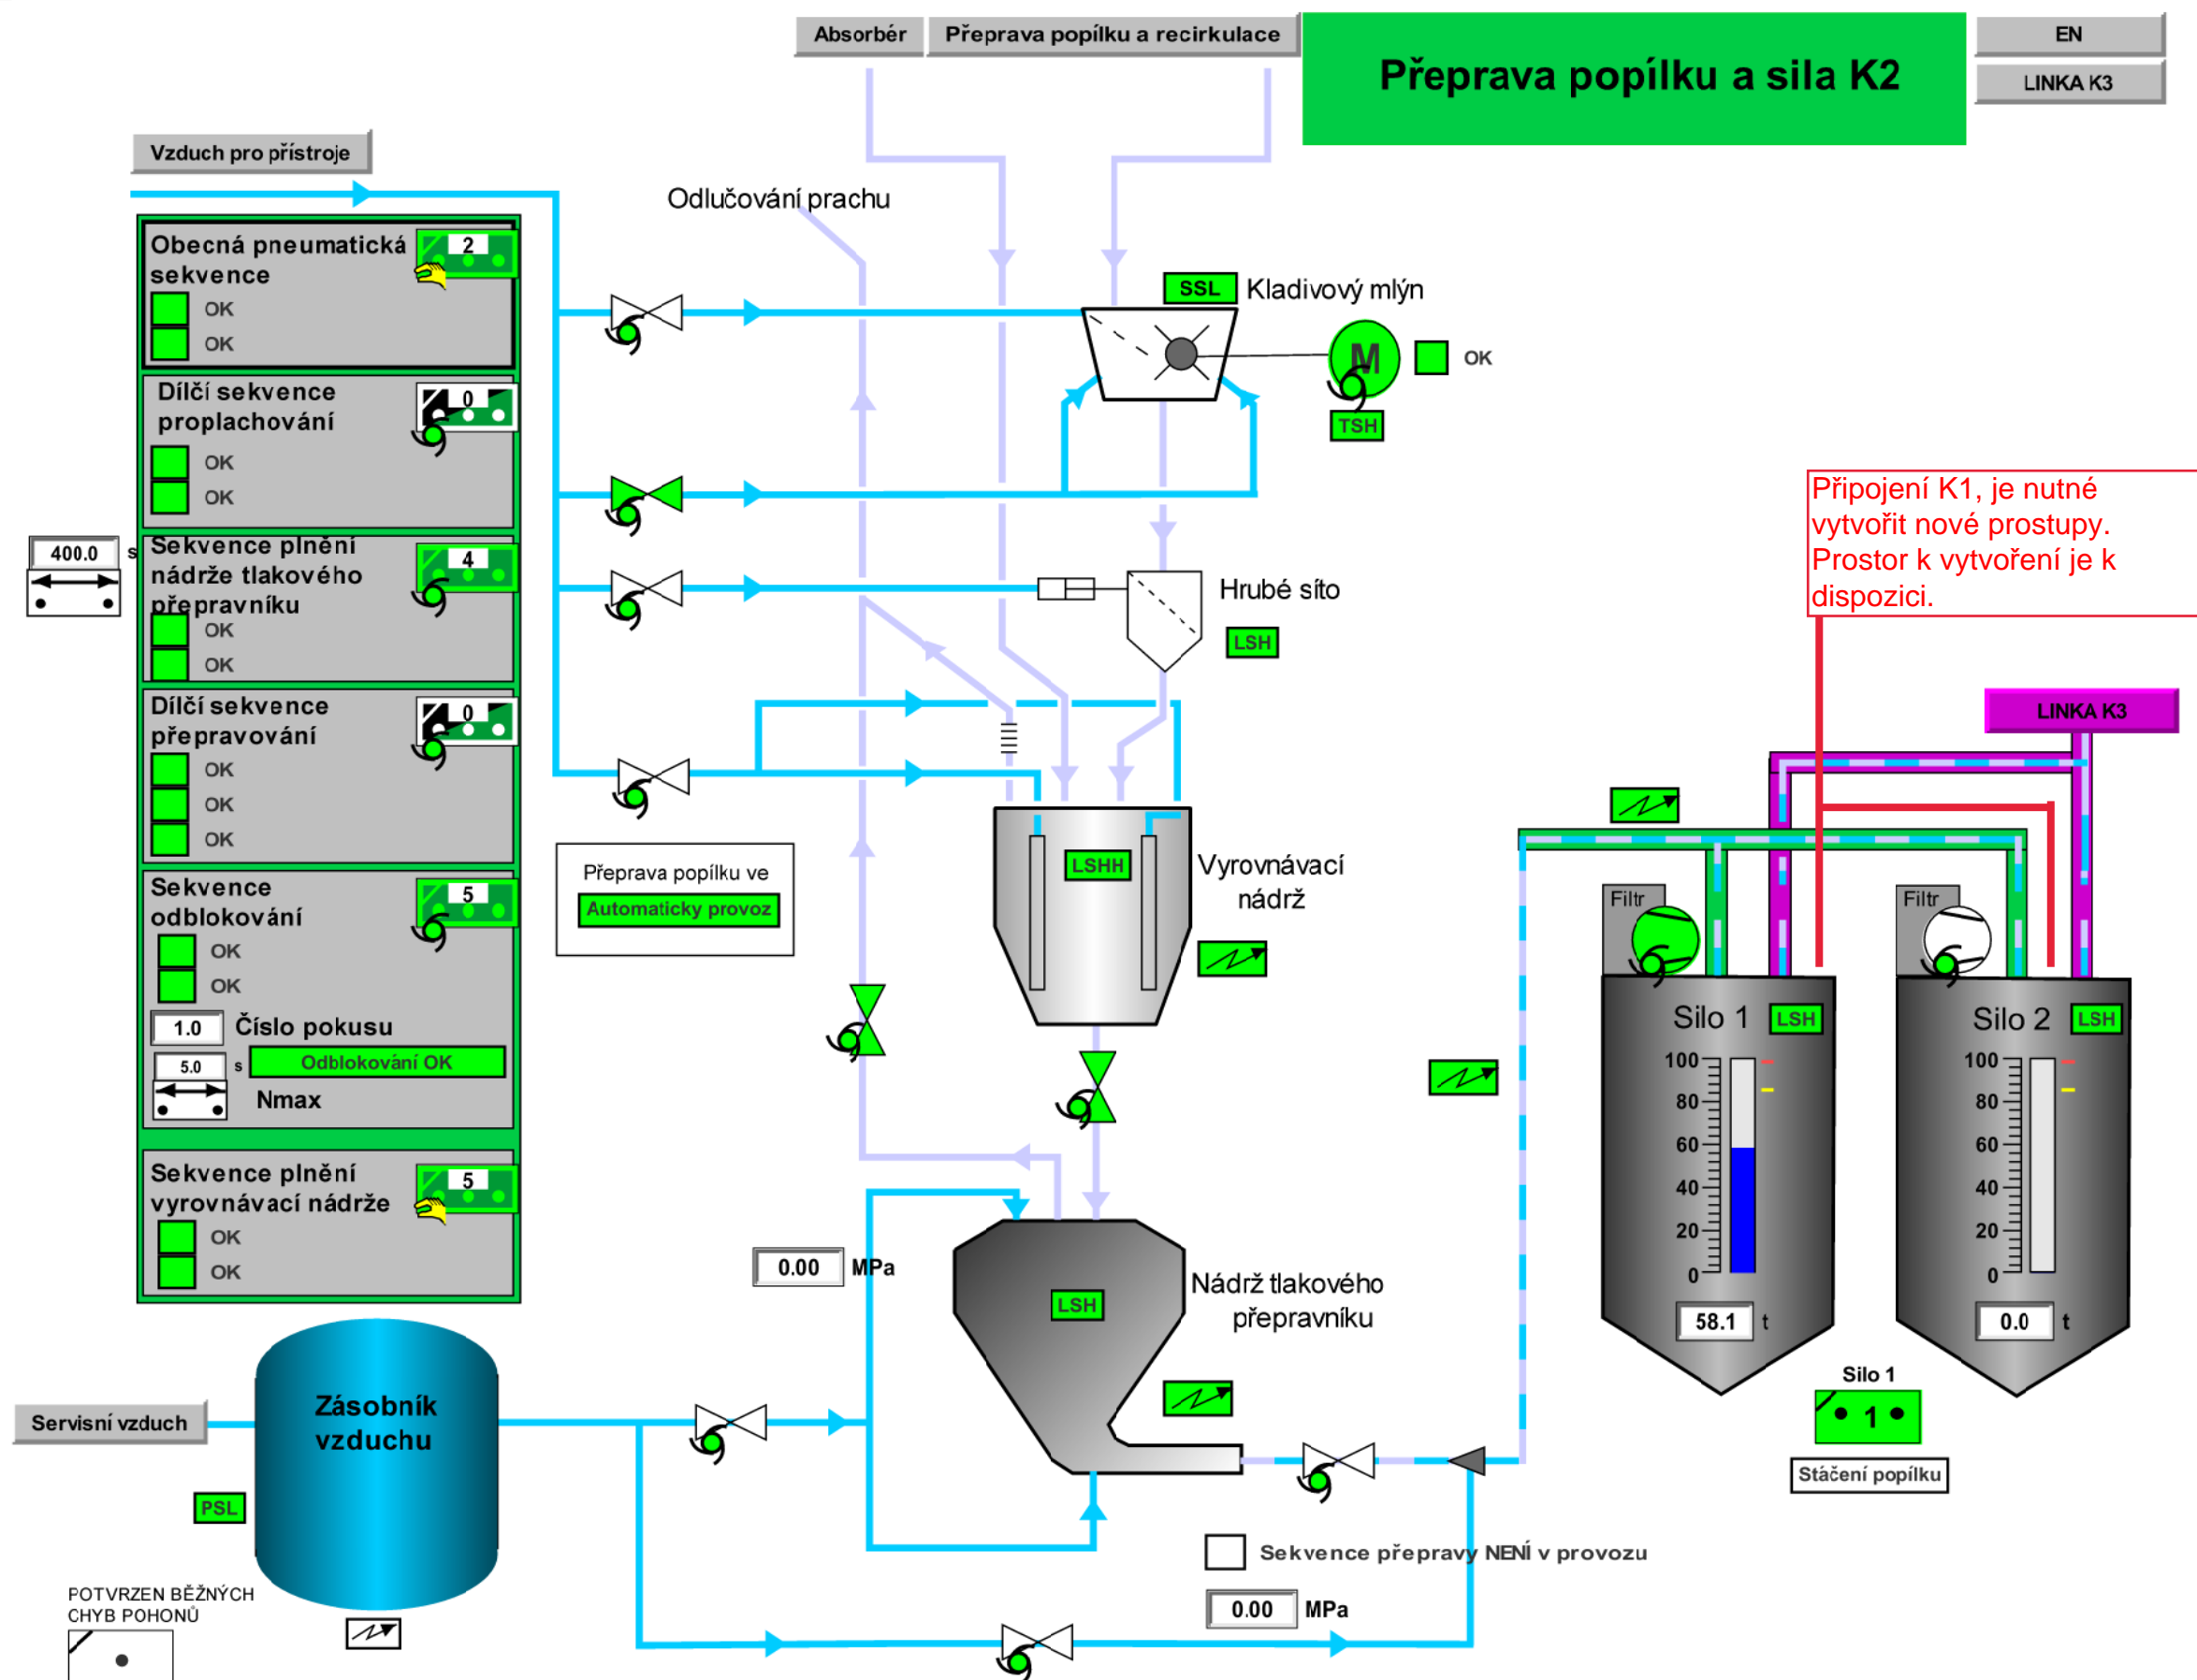 Absorbér
Přeprava popílku a recirkulace
Přeprava popílku a sila K2
EN
LINKA K3
Vzduch pro přístroje
Odlučování prachu
Obecná pneumatická
sekvence
2
OK
OK
Dílčí sekvence
proplachování
0
OK
OK
400.0 s
Sekvence plnění
nádrže tlakového
přepravníku
4
OK
OK
Dílčí sekvence
přepravování
0
OK
OK
OK
Sekvence
odblokování
5
OK
OK
1.0 Číslo pokusu
5.0 s Odblokování OK
Nmax
Sekvence plnění
vyrovnávací nádrže
5
OK
OK
SSL Kladivový mlýn
M OK
TSH
Hrubé síto
LSH
Připojení K1, je nutné
vytvořit nové prostupy.
Prostor k vytvoření je k
dispozici.
LINKA K3
Přeprava popílku ve
Automaticky provoz
LSHH
Vyrovnávací
nádrž
Filtr
Filtr
Silo 1 LSH
100
80
60
40
20
0
58.1 t
Silo 2 LSH
100
80
60
40
20
0
0.0 t
Silo 1
1
Stáčení popílku
0.00 MPa
LSH
Nádrž tlakového
přepravníku
Servisní vzduch
Zásobník
vzduchu
PSL
Sekvence přepravy NENÍ v provozu
0.00 MPa
POTVRZEN BĚŽNÝCH
CHYB POHONŮ